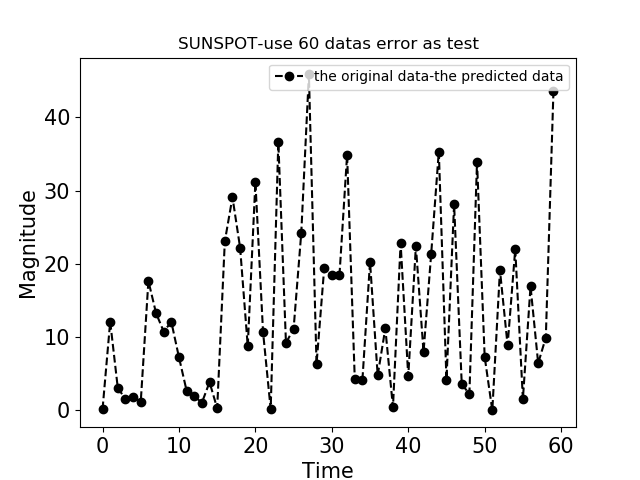 SUNSPOT-use 60 datas error as test
the original data-the predicted data
Magnitude
40
30
20
10
0
0 10 20 30 40 50 60
Time